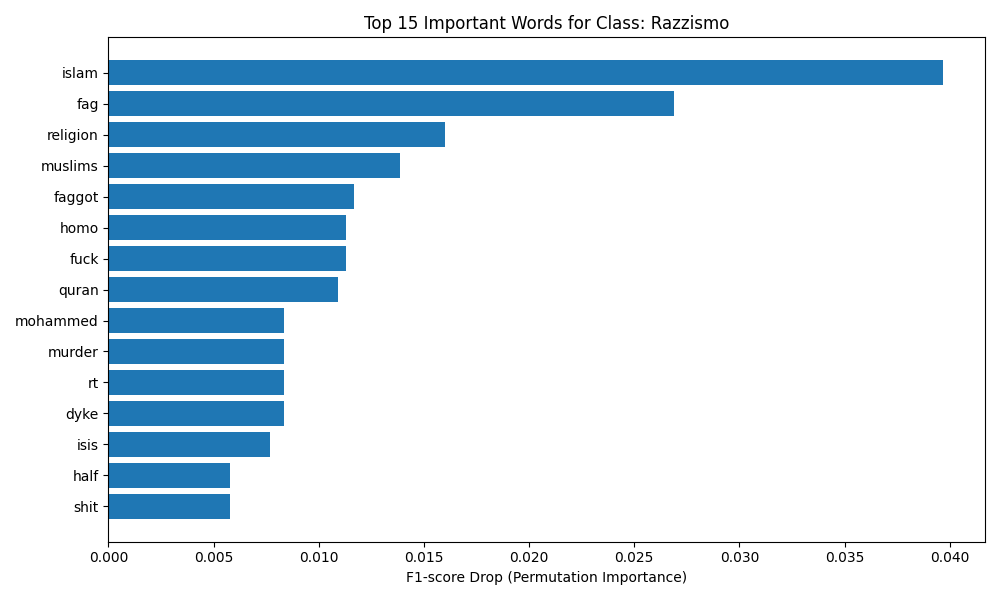 Top 15 Important Words for Class: Razzismo
islam
fag
religion
muslims
faggot
homo
fuck
quran
mohammed
murder
rt
dyke
isis
half
shit
0.000 0.005 0.010 0.015 0.020 0.025 0.030 0.035 0.040
F1-score Drop (Permutation Importance)